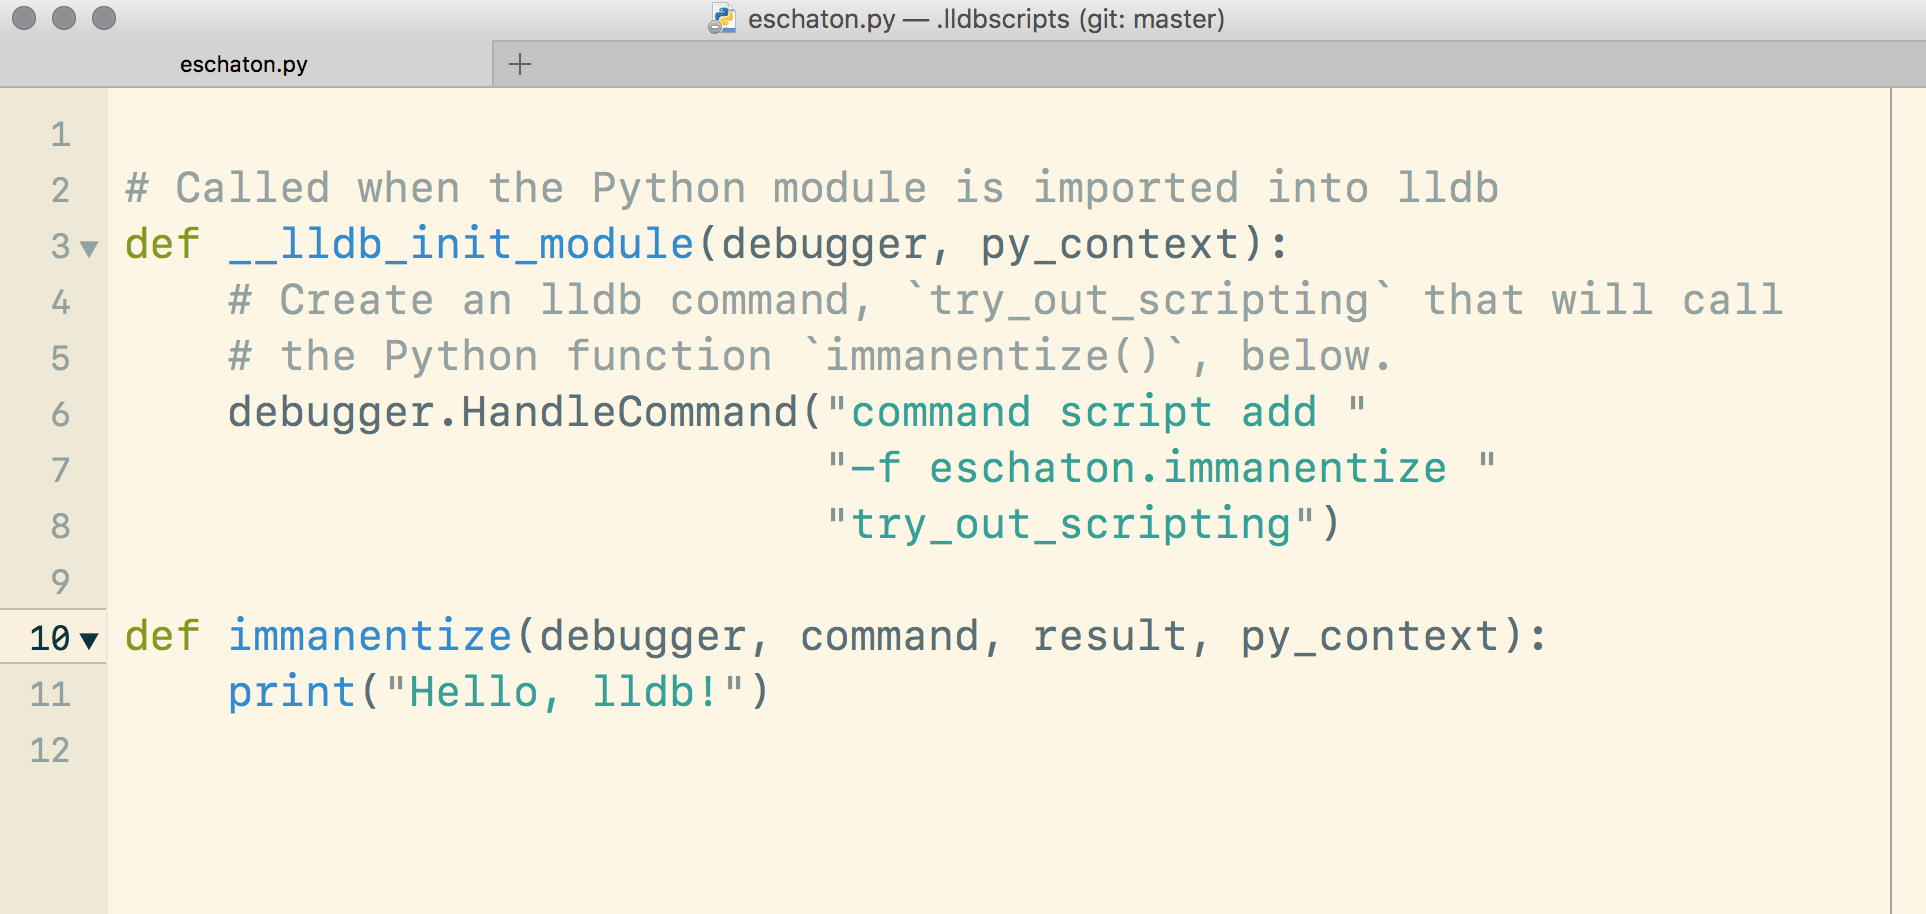 eschaton.py — .lldbscripts (git: master)
eschaton.py
1
2 # Called when the Python module is imported into lldb
3 def __lldb_init_module(debugger, py_context):
4     # Create an lldb command, `try_out_scripting` that will call
5     # the Python function `immanentize()`, below.
6     debugger.HandleCommand("command script add "
7                            "-f eschaton.immanentize "
8                            "try_out_scripting")
9
10 def immanentize(debugger, command, result, py_context):
11     print("Hello, lldb!")
12